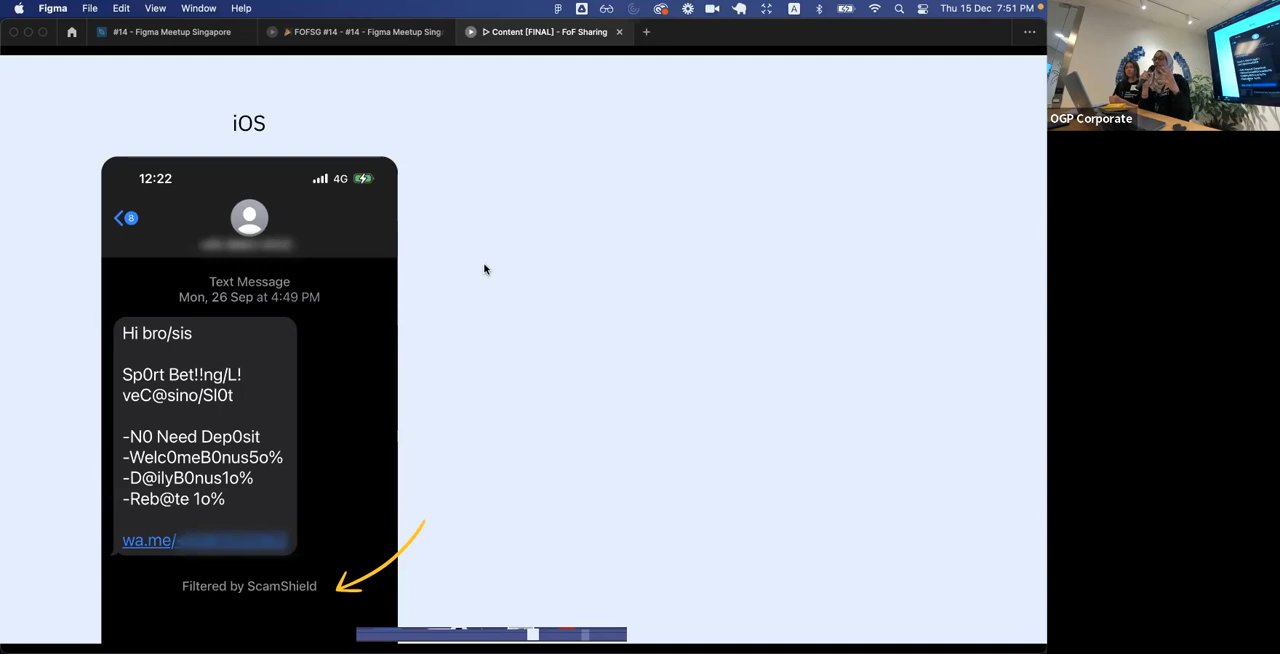 Figma File Edit View Window Help
A
Thu 15 Dec 7:51 PM
#14 - Figma Meetup Singapore
FOFSG #14 - #14 - Figma Meetup Sing
Content [FINAL] - FoF Sharing
OGP Corporate
iOS
12:22
4G
8
Text Message
Mon, 26 Sep at 4:49 PM
Hi bro/sis
Sp0rt Bet!!ng/L!
veC@sino/Sl0t
-N0 Need Dep0sit
-Welc0meB0nus5o%
-D@ilyB0nus1o%
-Reb@te 1o%
wa.me/
Filtered by ScamShield